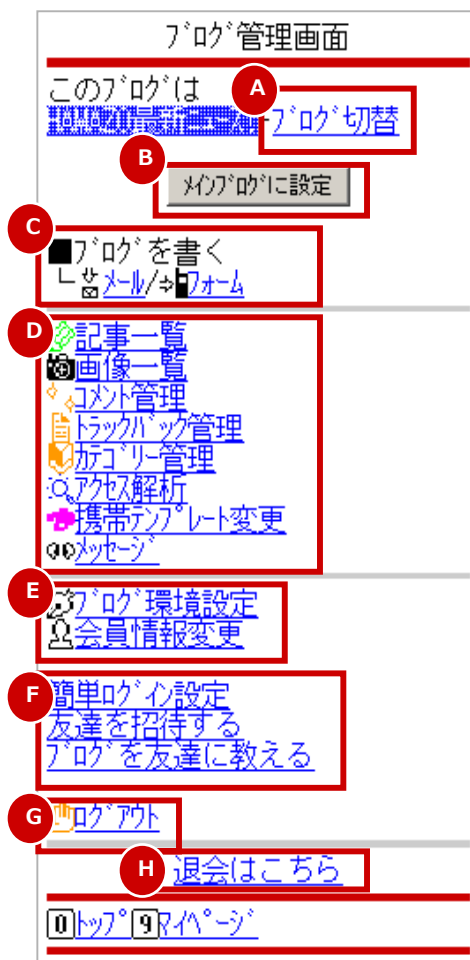 ﾌﾞﾛｸﾞ管理画面
このﾌﾞﾛｸﾞは
A
ﾌﾞﾛｸﾞ切替
B
ﾒｲﾝﾌﾞﾛｸﾞに設定
C
■ﾌﾞﾛｸﾞを書く
└ﾒｰﾙ/⇒ﾌｫｰﾑ
D
記事一覧
画像一覧
ｺﾒﾝﾄ管理
ﾄﾗｯｸﾊﾞｯｸ管理
ｶﾃｺﾞﾘｰ管理
ｱｸｾｽ解析
携帯ﾃﾝﾌﾟﾚｰﾄ変更
ﾒｯｾｰｼﾞ
E
ﾌﾞﾛｸﾞ環境設定
会員情報変更
F
簡単ﾛｸﾞｲﾝ設定
友達を招待する
ﾌﾞﾛｸﾞを友達に教える
G
ﾛｸﾞｱｳﾄ
H
退会はこちら
0ﾄｯﾌﾟ9ﾏｲﾍﾟｰｼﾞ